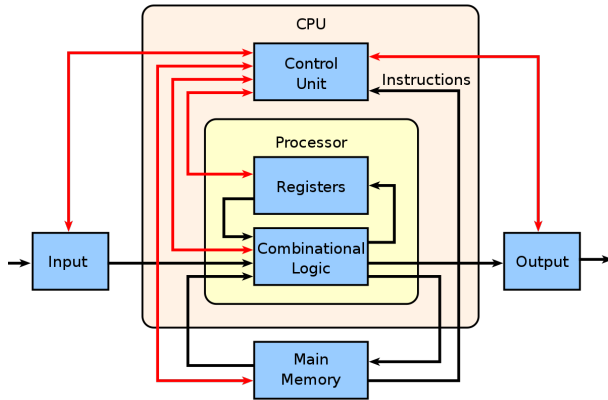 CPU
Control
Unit
Instructions
Processor
Registers
Combinational
Logic
Input
Output
Main
Memory